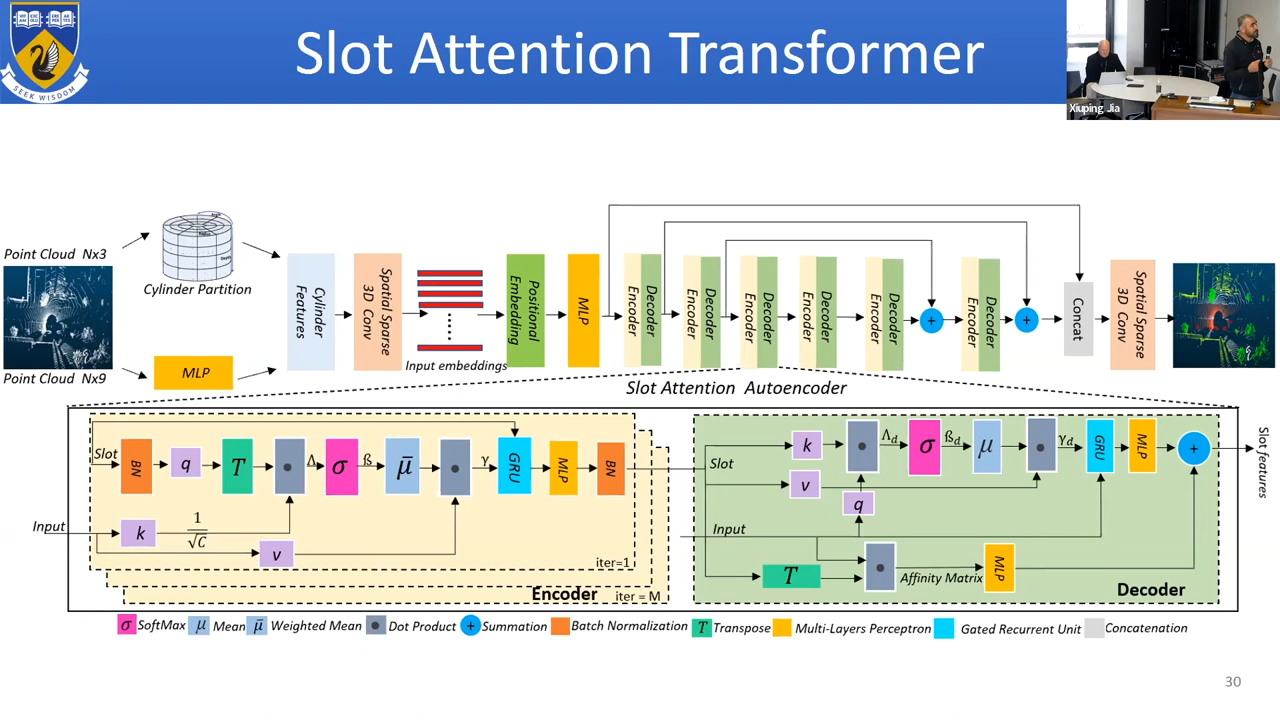 Slot Attention Transformer
SEEK WISDOM
Xiuping Jia
Point Cloud Nx3
Cylinder Partition
Point Cloud Nx9
MLP
Cylinder Features
Spatial Sparse 3D Conv
Input embeddings
Positional Embedding
MLP
Encoder
Decoder
Encoder
Decoder
Encoder
Decoder
Encoder
Decoder
Encoder
Decoder
+
Encoder
Decoder
+
Concat
Spatial Sparse 3D Conv
Slot Attention Autoencoder
Slot
BN
q
T
Λ
σ
ß
μ̄
γ
GRU
MLP
BN
Input
k
1/√C
v
iter=1
Encoder
iter = M
Slot
k
Λd
σ
ßd
μ
γd
GRU
MLP
+
Slot features
v
q
Input
T
Affinity Matrix
MLP
Decoder
σ SoftMax μ Mean μ̄ Weighted Mean Dot Product + Summation Batch Normalization T Transpose Multi-Layers Perceptron Gated Recurrent Unit Concatenation
30